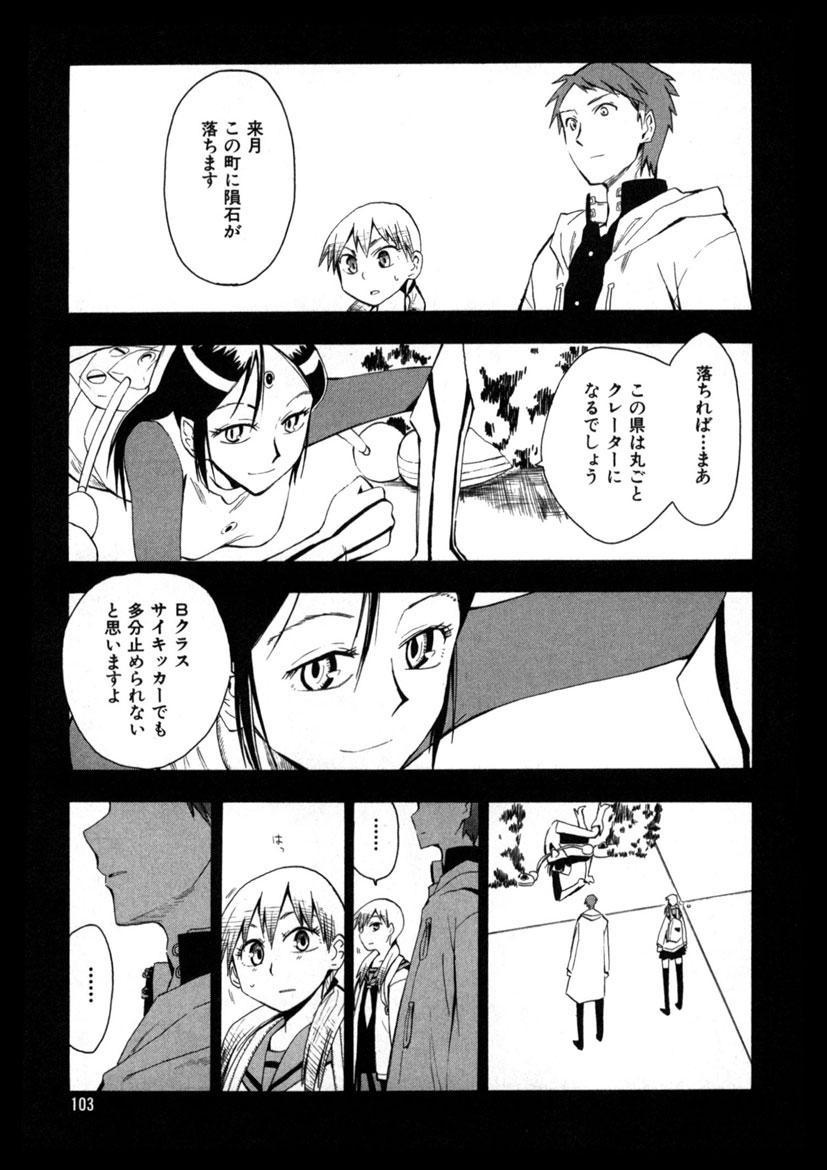 来月
この町に隕石が
落ちます
落ちれば…まあ
この県は丸ごと
クレーターに
なるでしょう
Bクラス
サイキッカーでも
多分止められない
と思いますよ
……
はっ
……
103